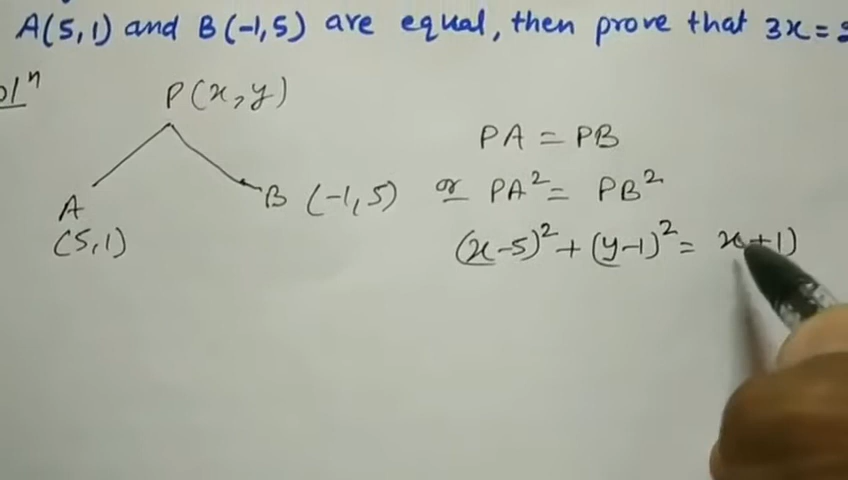 A(5,1) and B(-1,5) are equal, then prove that 3x=
olⁿ
P(x,y)
PA = PB
A
B (-1,5)
or PA² = PB²
(5,1)
(x-5)² + (y-1)² = x+1)